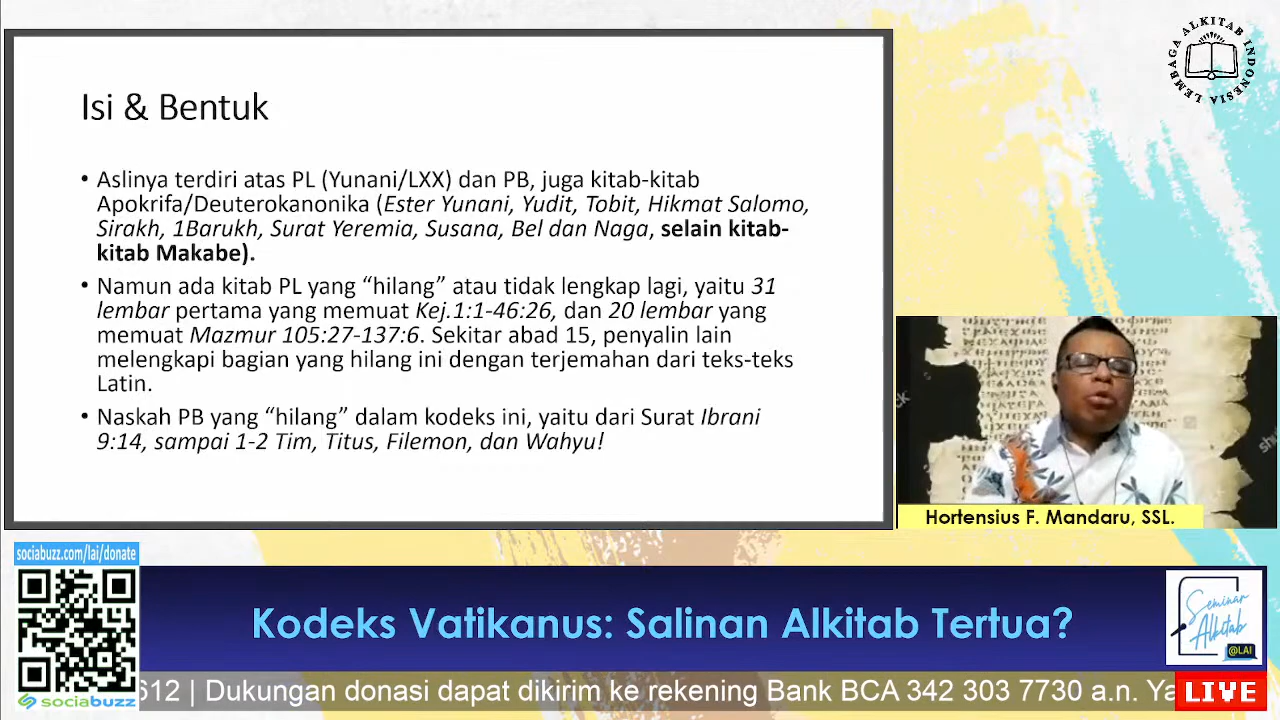 Isi & Bentuk
• Aslinya terdiri atas PL (Yunani/LXX) dan PB, juga kitab-kitab
Apokrifa/Deuterokanonika (Ester Yunani, Yudit, Tobit, Hikmat Salomo,
Sirakh, 1Barukh, Surat Yeremia, Susana, Bel dan Naga, selain kitab-
kitab Makabe).
• Namun ada kitab PL yang “hilang” atau tidak lengkap lagi, yaitu 31
lembar pertama yang memuat Kej.1:1-46:26, dan 20 lembar yang
memuat Mazmur 105:27-137:6. Sekitar abad 15, penyalin lain
melengkapi bagian yang hilang ini dengan terjemahan dari teks-teks
Latin.
• Naskah PB yang “hilang” dalam kodeks ini, yaitu dari Surat Ibrani
9:14, sampai 1-2 Tim, Titus, Filemon, dan Wahyu!
LEMBAGA ALKITAB INDONESIA
Hortensius F. Mandaru, SSL.
sociabuzz.com/lai/donate
Kodeks Vatikanus: Salinan Alkitab Tertua?
Seminar
Alkitab
@LAI
sociabuzz
612 | Dukungan donasi dapat dikirim ke rekening Bank BCA 342 303 7730 a.n. Ya
LIVE